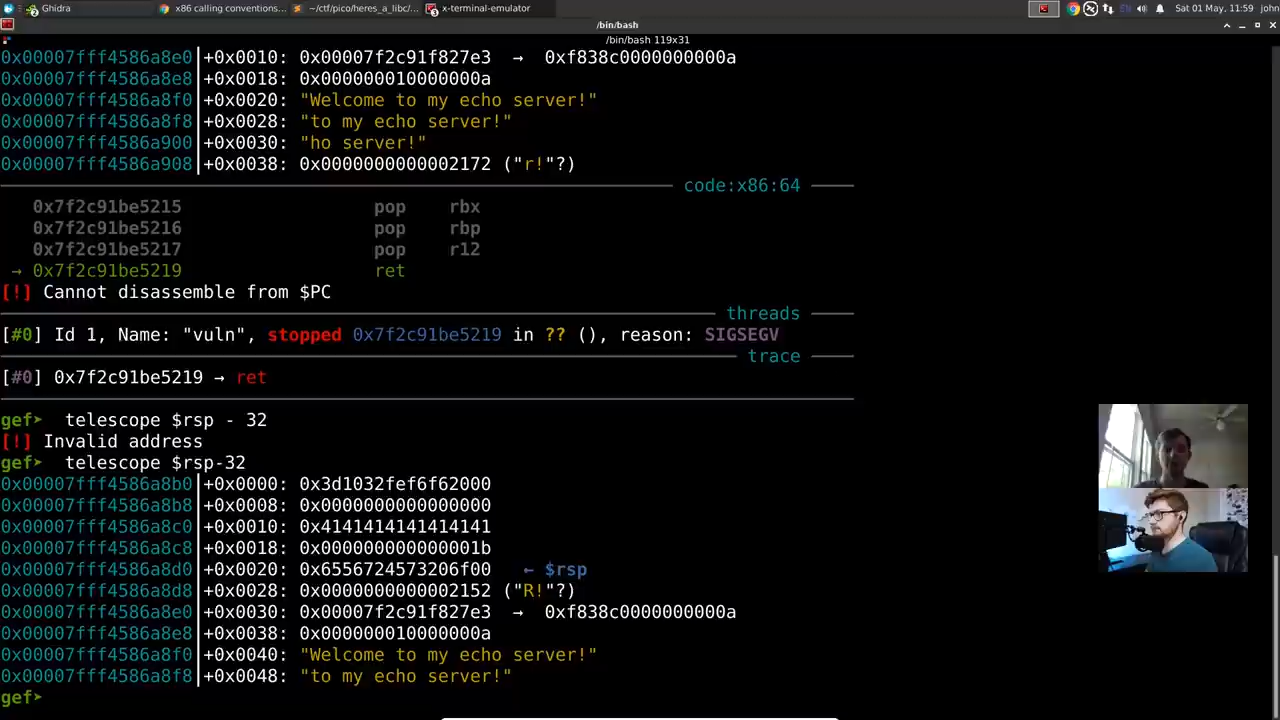 Ghidra
x86 calling conventions...
~/ctf/pico/heres_a_libc/...
x-terminal-emulator
Sat 01 May, 11:59
john
/bin/bash
/bin/bash 119x31
0x00007fff4586a8e0│+0x0010: 0x00007f2c91f827e3  →  0xf838c0000000000a
0x00007fff4586a8e8│+0x0018: 0x000000010000000a
0x00007fff4586a8f0│+0x0020: "Welcome to my echo server!"
0x00007fff4586a8f8│+0x0028: "to my echo server!"
0x00007fff4586a900│+0x0030: "ho server!"
0x00007fff4586a908│+0x0038: 0x0000000000002172 ("r!"?)
code:x86:64
0x7f2c91be5215 pop rbx
0x7f2c91be5216 pop rbp
0x7f2c91be5217 pop r12
→ 0x7f2c91be5219 ret
[!] Cannot disassemble from $PC
threads
[#0] Id 1, Name: "vuln", stopped 0x7f2c91be5219 in ?? (), reason: SIGSEGV
trace
[#0] 0x7f2c91be5219 → ret
gef➤ telescope $rsp - 32
[!] Invalid address
gef➤ telescope $rsp-32
0x00007fff4586a8b0│+0x0000: 0x3d1032fef6f62000
0x00007fff4586a8b8│+0x0008: 0x0000000000000000
0x00007fff4586a8c0│+0x0010: 0x4141414141414141
0x00007fff4586a8c8│+0x0018: 0x000000000000001b
0x00007fff4586a8d0│+0x0020: 0x6556724573206f00 ← $rsp
0x00007fff4586a8d8│+0x0028: 0x0000000000002152 ("R!"?)
0x00007fff4586a8e0│+0x0030: 0x00007f2c91f827e3 → 0xf838c0000000000a
0x00007fff4586a8e8│+0x0038: 0x000000010000000a
0x00007fff4586a8f0│+0x0040: "Welcome to my echo server!"
0x00007fff4586a8f8│+0x0048: "to my echo server!"
gef➤